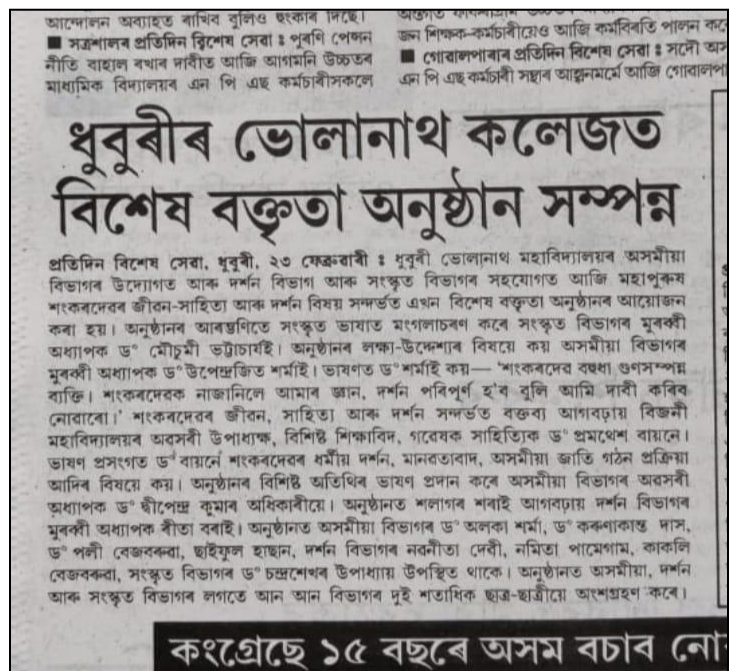 আন্দোলন অব্যাহত ৰাখিব বুলিও হুংকাৰ দিছে।
■ সত্ৰশালৰ প্ৰতিদিন বিশেষ সেৱা : পুৰণি পেন্সন
নীতি বাহাল ৰখাৰ দাবীত আজি আগমনি উচ্চতৰ
মাধ্যমিক বিদ্যালয়ৰ এন পি এছ কৰ্মচাৰীসকলে
জন শিক্ষক-কৰ্মচাৰীয়েও আজি কৰ্মবিৰতি পালন কৰে
■ গোৱালপাৰাৰ প্ৰতিদিন বিশেষ সেৱা : সদৌ অস
এন পি এছ কৰ্মচাৰী সন্থাৰ আহ্বানমৰ্মে আজি গোৱালপা
ধুবুৰীৰ ভোলানাথ কলেজত
বিশেষ বক্তৃতা অনুষ্ঠান সম্পন্ন
প্ৰতিদিন বিশেষ সেৱা, ধুবুৰী, ২৩ ফেব্ৰুৱাৰী : ধুবুৰী ভোলানাথ মহাবিদ্যালয়ৰ অসমীয়া
বিভাগৰ উদ্যোগত আৰু দৰ্শন বিভাগ আৰু সংস্কৃত বিভাগৰ সহযোগত আজি মহাপুৰুষ
শংকৰদেৱৰ জীৱন-সাহিত্য আৰু দৰ্শন বিষয় সন্দৰ্ভত এখন বিশেষ বক্তৃতা অনুষ্ঠানৰ আয়োজন
কৰা হয়। অনুষ্ঠানৰ আৰম্ভণিতে সংস্কৃত ভাষাত মংগলাচৰণ কৰে সংস্কৃত বিভাগৰ মুৰব্বী
অধ্যাপক ড° মৌচুমী ভট্টাচাৰ্যই। অনুষ্ঠানৰ লক্ষ্য-উদ্দেশ্যৰ বিষয়ে কয় অসমীয়া বিভাগৰ
মুৰব্বী অধ্যাপক ড° উপেন্দ্ৰজিত শৰ্মাই। ভাষণত ড° শৰ্মাই কয়— 'শংকৰদেৱ বহুধা গুণসম্পন্ন
ব্যক্তি। শংকৰদেৱক নাজানিলে আমাৰ জ্ঞান, দৰ্শন পৰিপূৰ্ণ হ'ব বুলি আমি দাবী কৰিব
নোৱাৰো।' শংকৰদেৱৰ জীৱন, সাহিত্য আৰু দৰ্শন সন্দৰ্ভত বক্তব্য আগবঢ়ায় বিজনী
মহাবিদ্যালয়ৰ অৱসৰী উপাধ্যক্ষ, বিশিষ্ট শিক্ষাবিদ, গৱেষক সাহিত্যিক ড° প্ৰমথেশ বায়নে।
ভাষণ প্ৰসংগত ড° বায়নে শংকৰদেৱৰ ধৰ্মীয় দৰ্শন, মানৱতাবাদ, অসমীয়া জাতি গঠন প্ৰক্ৰিয়া
আদিৰ বিষয়ে কয়। অনুষ্ঠানৰ বিশিষ্ট অতিথিৰ ভাষণ প্ৰদান কৰে অসমীয়া বিভাগৰ অৱসৰী
অধ্যাপক ড° দ্বীপেন্দ্ৰ কুমাৰ অধিকাৰীয়ে। অনুষ্ঠানত শলাগৰ শৰাই আগবঢ়ায় দৰ্শন বিভাগৰ
মুৰব্বী অধ্যাপক ৰীতা বৰাই। অনুষ্ঠানত অসমীয়া বিভাগৰ ড° অলকা শৰ্মা, ড° কৰুণাকান্ত দাস,
ড° পলী বেজবৰুৱা, ছাইফুল হাছান, দৰ্শন বিভাগৰ নৱনীতা দেৱী, নমিতা পামেগাম, কাকলি
বেজবৰুৱা, সংস্কৃত বিভাগৰ ড° চন্দ্ৰশেখৰ উপাধ্যায় উপস্থিত থাকে। অনুষ্ঠানত অসমীয়া, দৰ্শন
আৰু সংস্কৃত বিভাগৰ লগতে আন আন বিভাগৰ দুই শতাধিক ছাত্ৰ-ছাত্ৰীয়ে অংশগ্ৰহণ কৰে।
কংগ্ৰেছে ১৫ বছৰে অসম বচাব নো